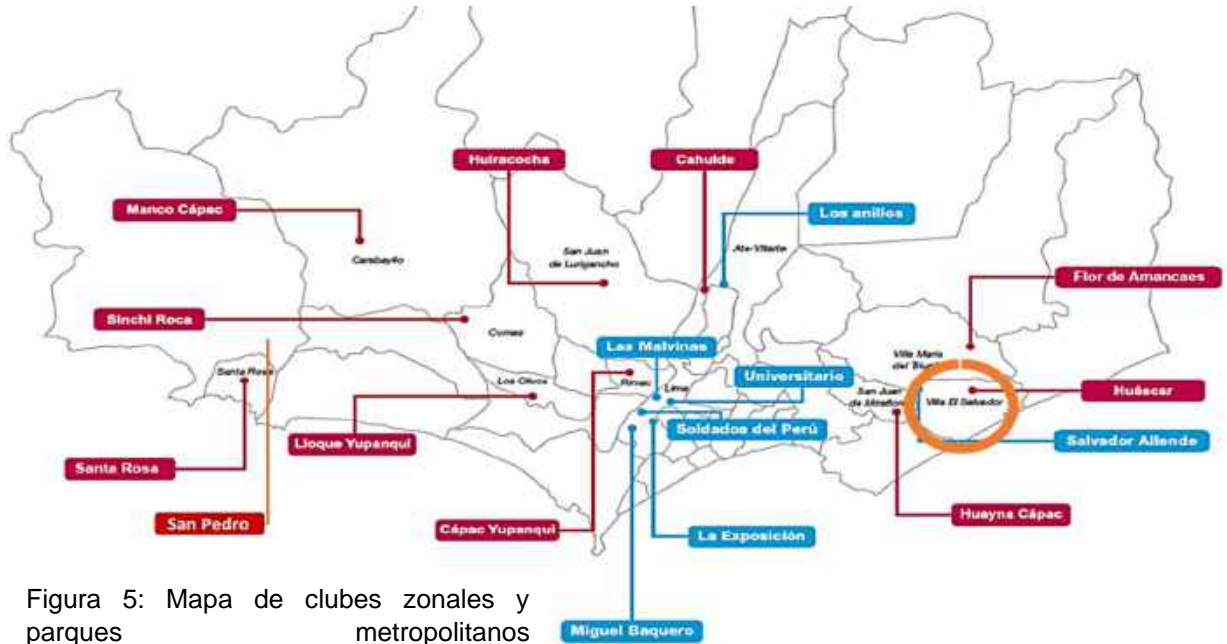 Huiracocha
Cahuide
Manco Cápac
Los anillos
San Juan
de Lurigancho
Ate-Vitarte
Carabayllo
Flor de Amancaes
Sinchi Roca
Comas
Las Malvinas
Villa María
del Triunfo
Santa Rosa
Los Olivos
Rímac
Lima
Universitario
San Juan
de Miraflores
Villa El Salvador
Huáscar
Lloque Yupanqui
Soldados del Perú
Salvador Allende
Santa Rosa
San Pedro
Cápac Yupanqui
La Exposición
Huayna Cápac
Figura 5: Mapa de clubes zonales y
parques metropolitanos
Miguel Baquero